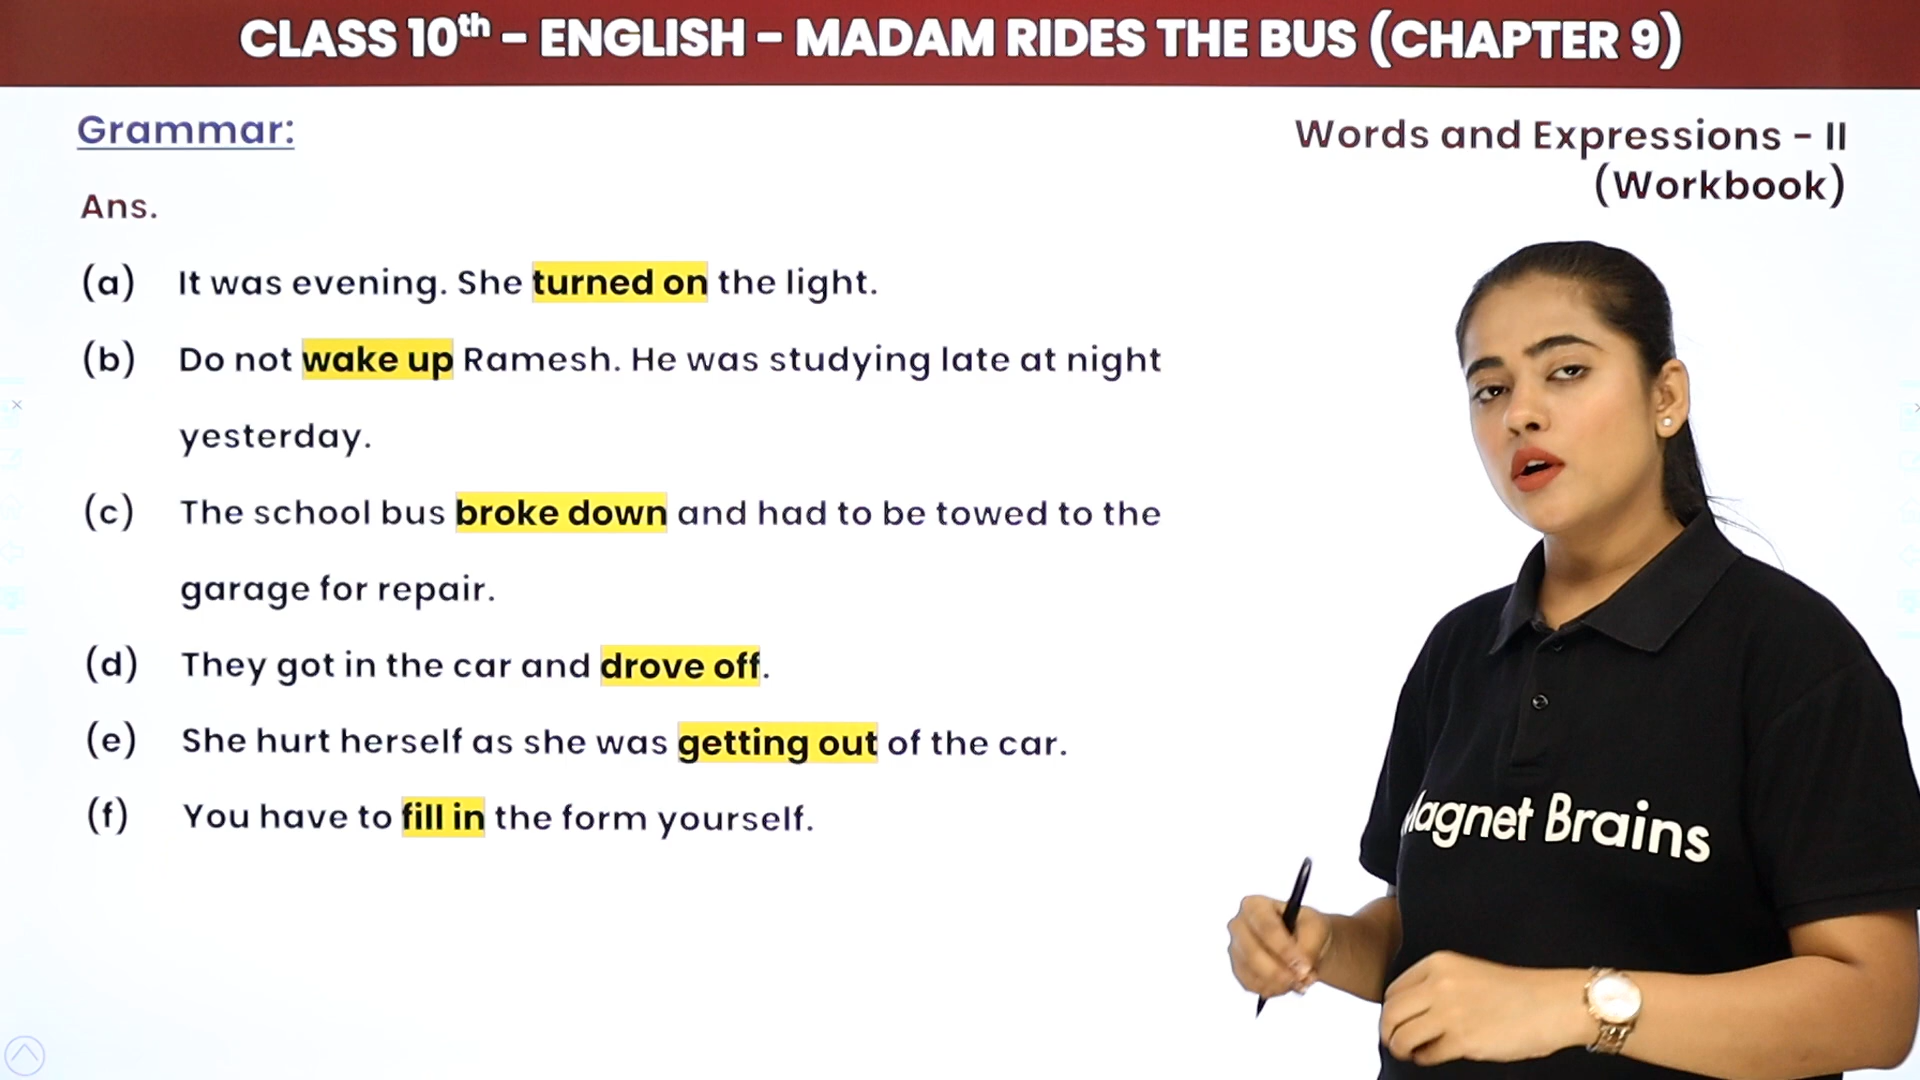 CLASS 10th - ENGLISH - MADAM RIDES THE BUS (CHAPTER 9)
Grammar:
Words and Expressions - II
(Workbook)
Ans.
(a) It was evening. She turned on the light.
(b) Do not wake up Ramesh. He was studying late at night
yesterday.
(c) The school bus broke down and had to be towed to the
garage for repair.
(d) They got in the car and drove off.
(e) She hurt herself as she was getting out of the car.
(f) You have to fill in the form yourself.
Magnet Brains